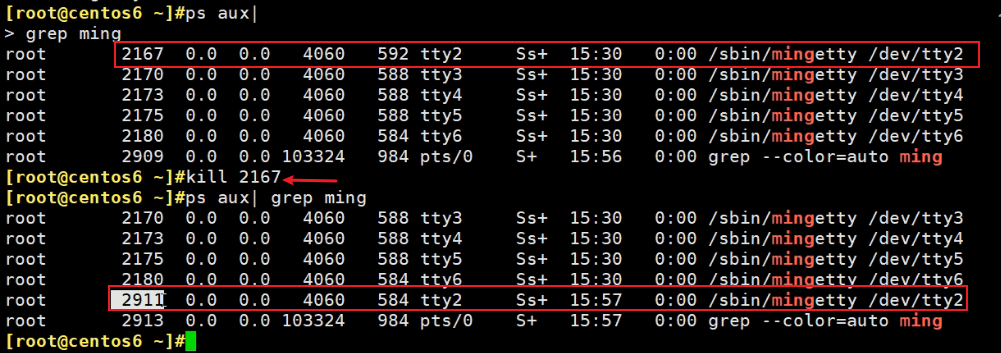 [root@centos6 ~]#ps aux|
> grep ming
root 2167 0.0 0.0 4060 592 tty2 Ss+ 15:30 0:00 /sbin/mingetty /dev/tty2
root 2170 0.0 0.0 4060 588 tty3 Ss+ 15:30 0:00 /sbin/mingetty /dev/tty3
root 2173 0.0 0.0 4060 588 tty4 Ss+ 15:30 0:00 /sbin/mingetty /dev/tty4
root 2175 0.0 0.0 4060 588 tty5 Ss+ 15:30 0:00 /sbin/mingetty /dev/tty5
root 2180 0.0 0.0 4060 584 tty6 Ss+ 15:30 0:00 /sbin/mingetty /dev/tty6
root 2909 0.0 0.0 103324 984 pts/0 S+ 15:56 0:00 grep --color=auto ming
[root@centos6 ~]#kill 2167
[root@centos6 ~]#ps aux| grep ming
root 2170 0.0 0.0 4060 588 tty3 Ss+ 15:30 0:00 /sbin/mingetty /dev/tty3
root 2173 0.0 0.0 4060 588 tty4 Ss+ 15:30 0:00 /sbin/mingetty /dev/tty4
root 2175 0.0 0.0 4060 588 tty5 Ss+ 15:30 0:00 /sbin/mingetty /dev/tty5
root 2180 0.0 0.0 4060 584 tty6 Ss+ 15:30 0:00 /sbin/mingetty /dev/tty6
root 2911 0.0 0.0 4060 584 tty2 Ss+ 15:57 0:00 /sbin/mingetty /dev/tty2
root 2913 0.0 0.0 103324 984 pts/0 S+ 15:57 0:00 grep --color=auto ming
[root@centos6 ~]#